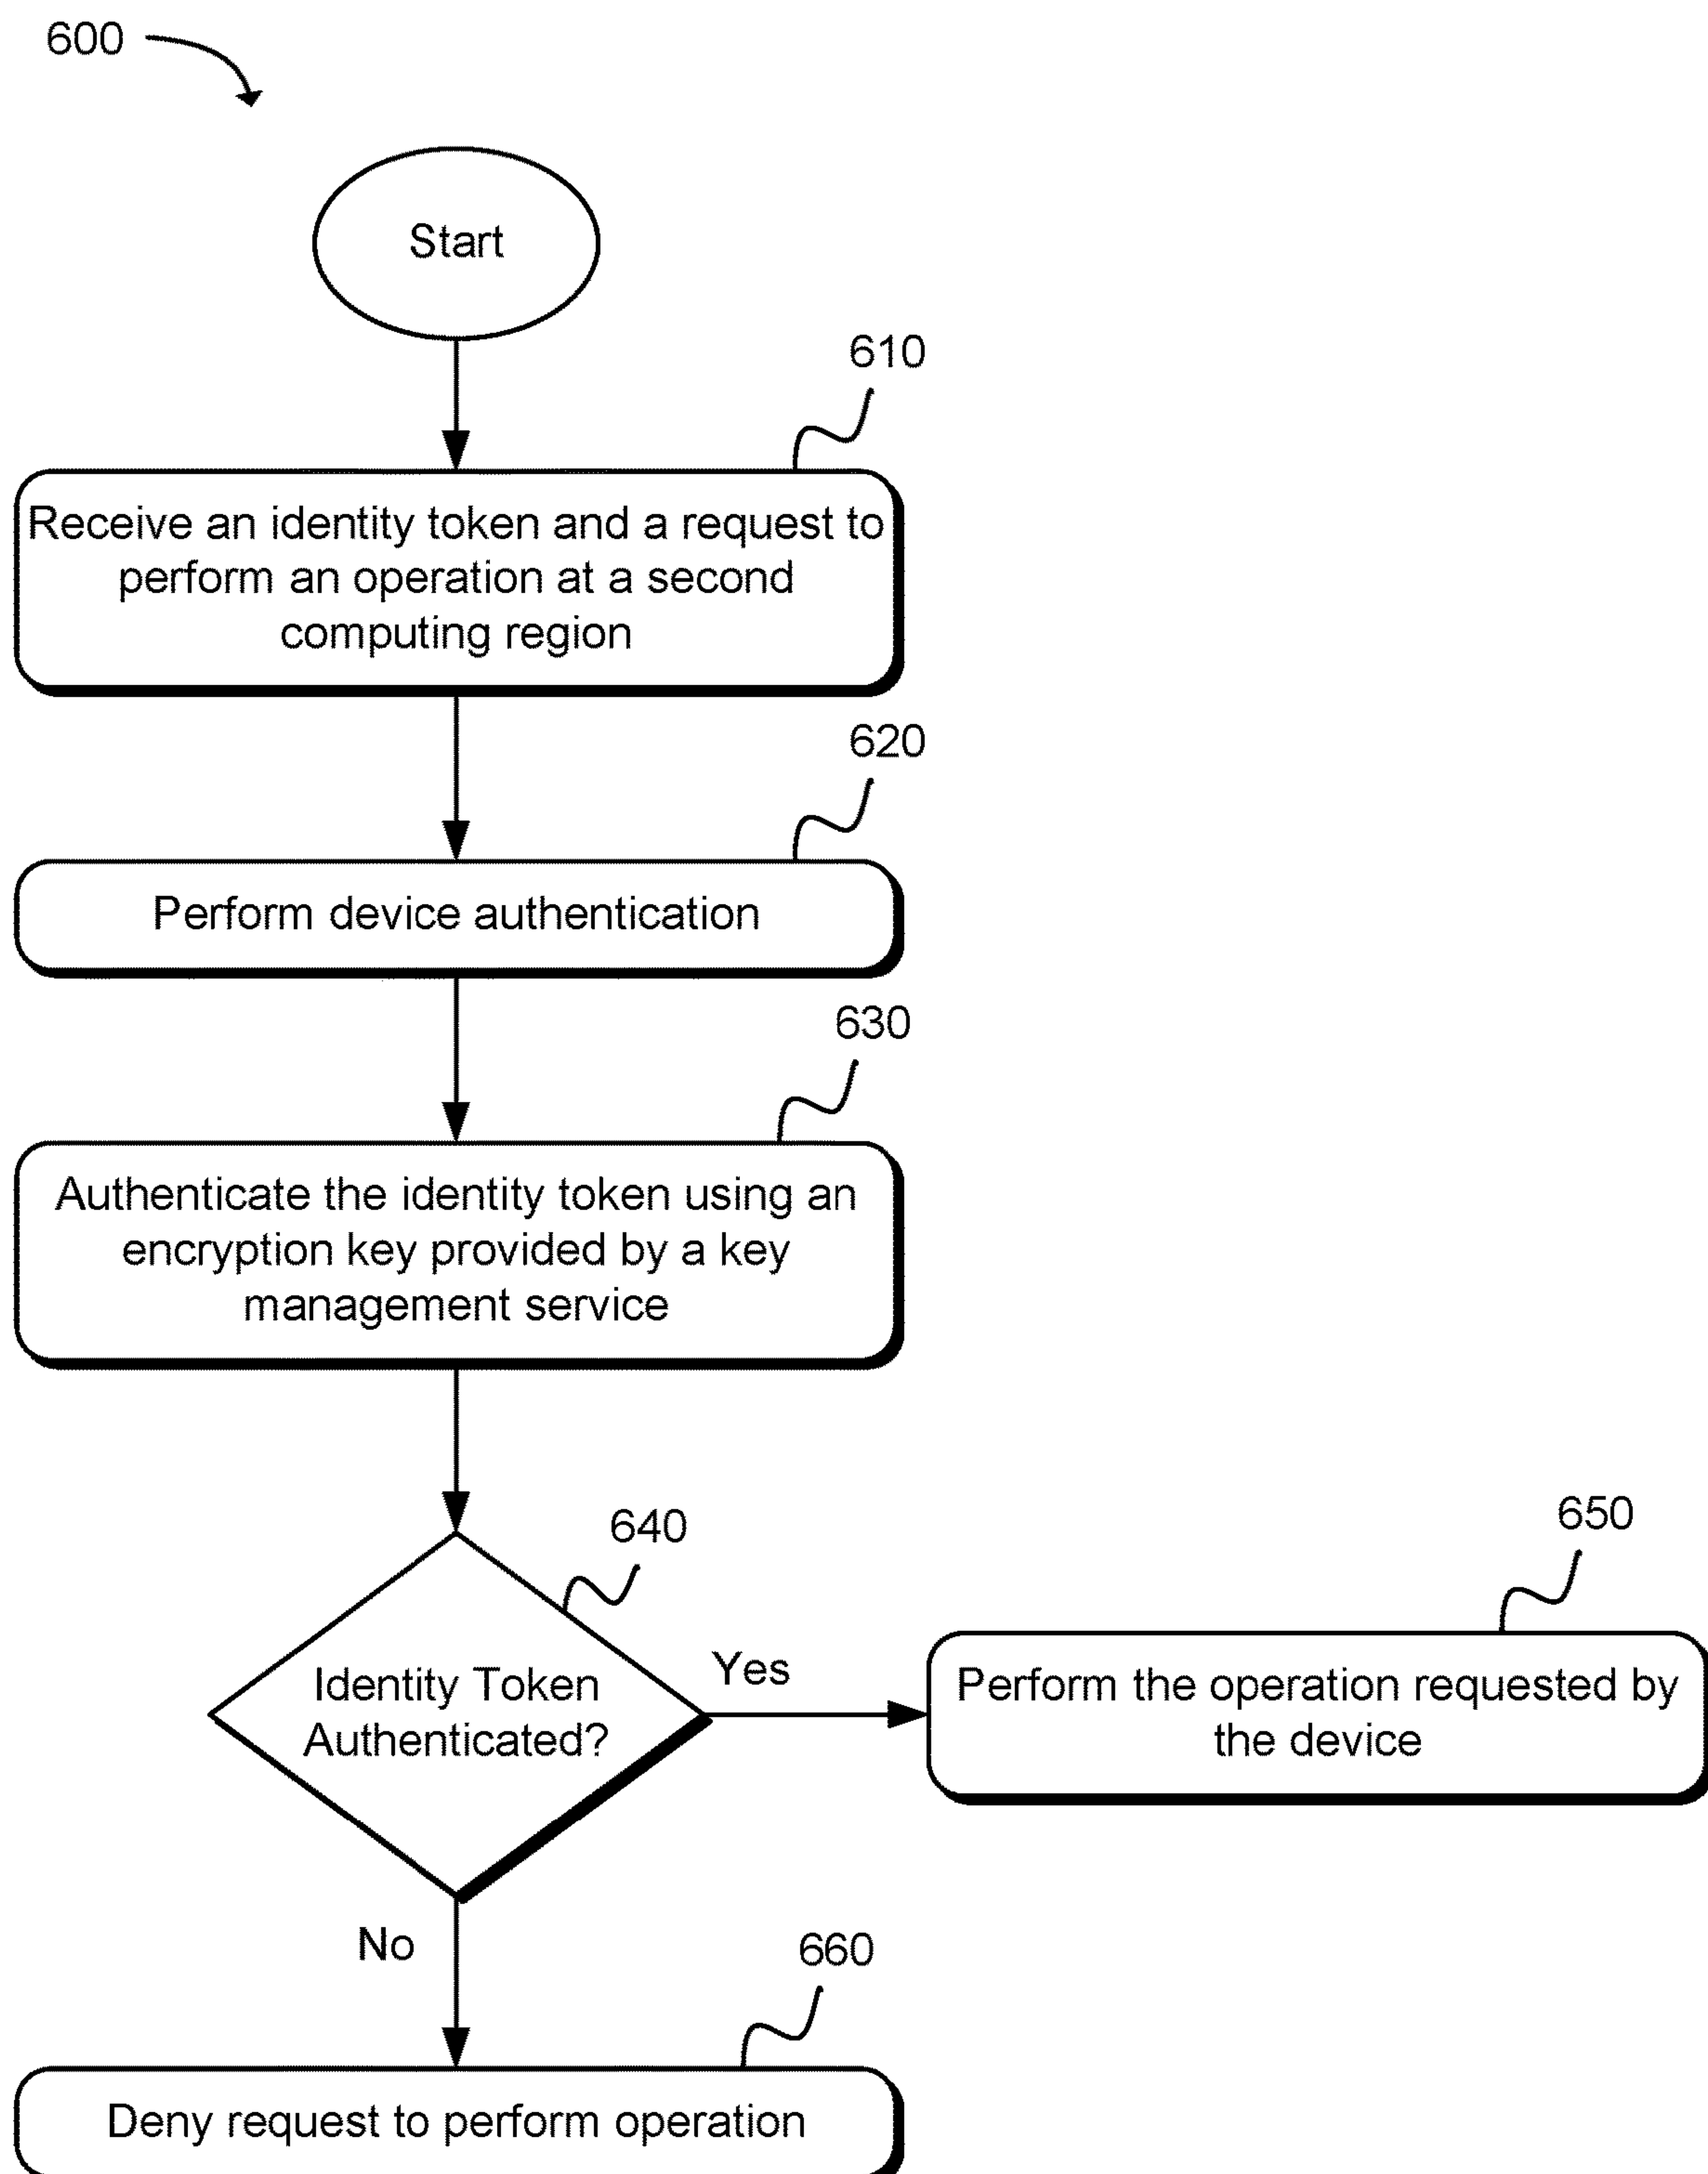 600
Start
610
Receive an identity token and a request to
perform an operation at a second
computing region
620
Perform device authentication
630
Authenticate the identity token using an
encryption key provided by a key
management service
640
Identity Token
Authenticated?
Yes
650
Perform the operation requested by
the device
No
660
Deny request to perform operation